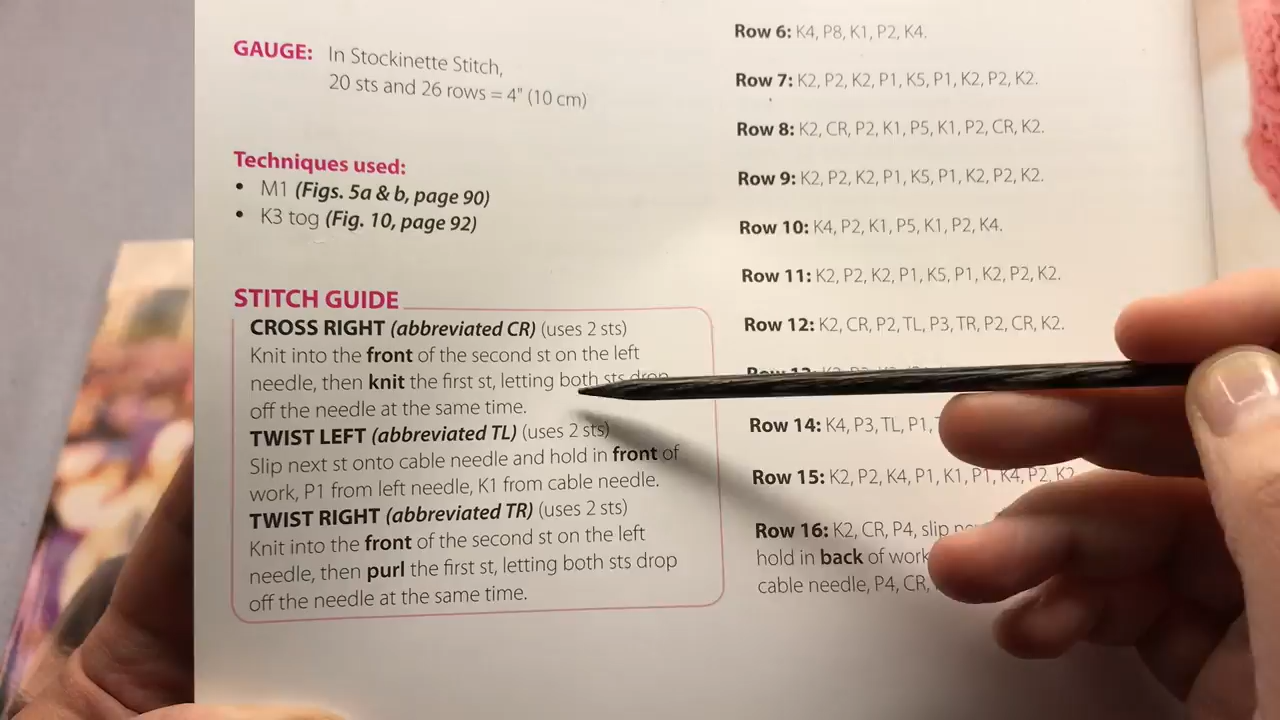 GAUGE: In Stockinette Stitch,
20 sts and 26 rows = 4" (10 cm)
Techniques used:
• M1 (Figs. 5a & b, page 90)
• K3 tog (Fig. 10, page 92)
STITCH GUIDE
CROSS RIGHT (abbreviated CR) (uses 2 sts)
Knit into the front of the second st on the left
needle, then knit the first st, letting both sts drop
off the needle at the same time.
TWIST LEFT (abbreviated TL) (uses 2 sts)
Slip next st onto cable needle and hold in front of
work, P1 from left needle, K1 from cable needle.
TWIST RIGHT (abbreviated TR) (uses 2 sts)
Knit into the front of the second st on the left
needle, then purl the first st, letting both sts drop
off the needle at the same time.
Row 6: K4, P8, K1, P2, K4.
Row 7: K2, P2, K2, P1, K5, P1, K2, P2, K2.
Row 8: K2, CR, P2, K1, P5, K1, P2, CR, K2.
Row 9: K2, P2, K2, P1, K5, P1, K2, P2, K2.
Row 10: K4, P2, K1, P5, K1, P2, K4.
Row 11: K2, P2, K2, P1, K5, P1, K2, P2, K2.
Row 12: K2, CR, P2, TL, P3, TR, P2, CR, K2.
Row 13:
Row 14: K4, P3, TL, P1,
Row 15: K2, P2, K4, P1, K1, P1, K4, P2, K2
Row 16: K2, CR, P4, slip
hold in back of work
cable needle, P4, CR,